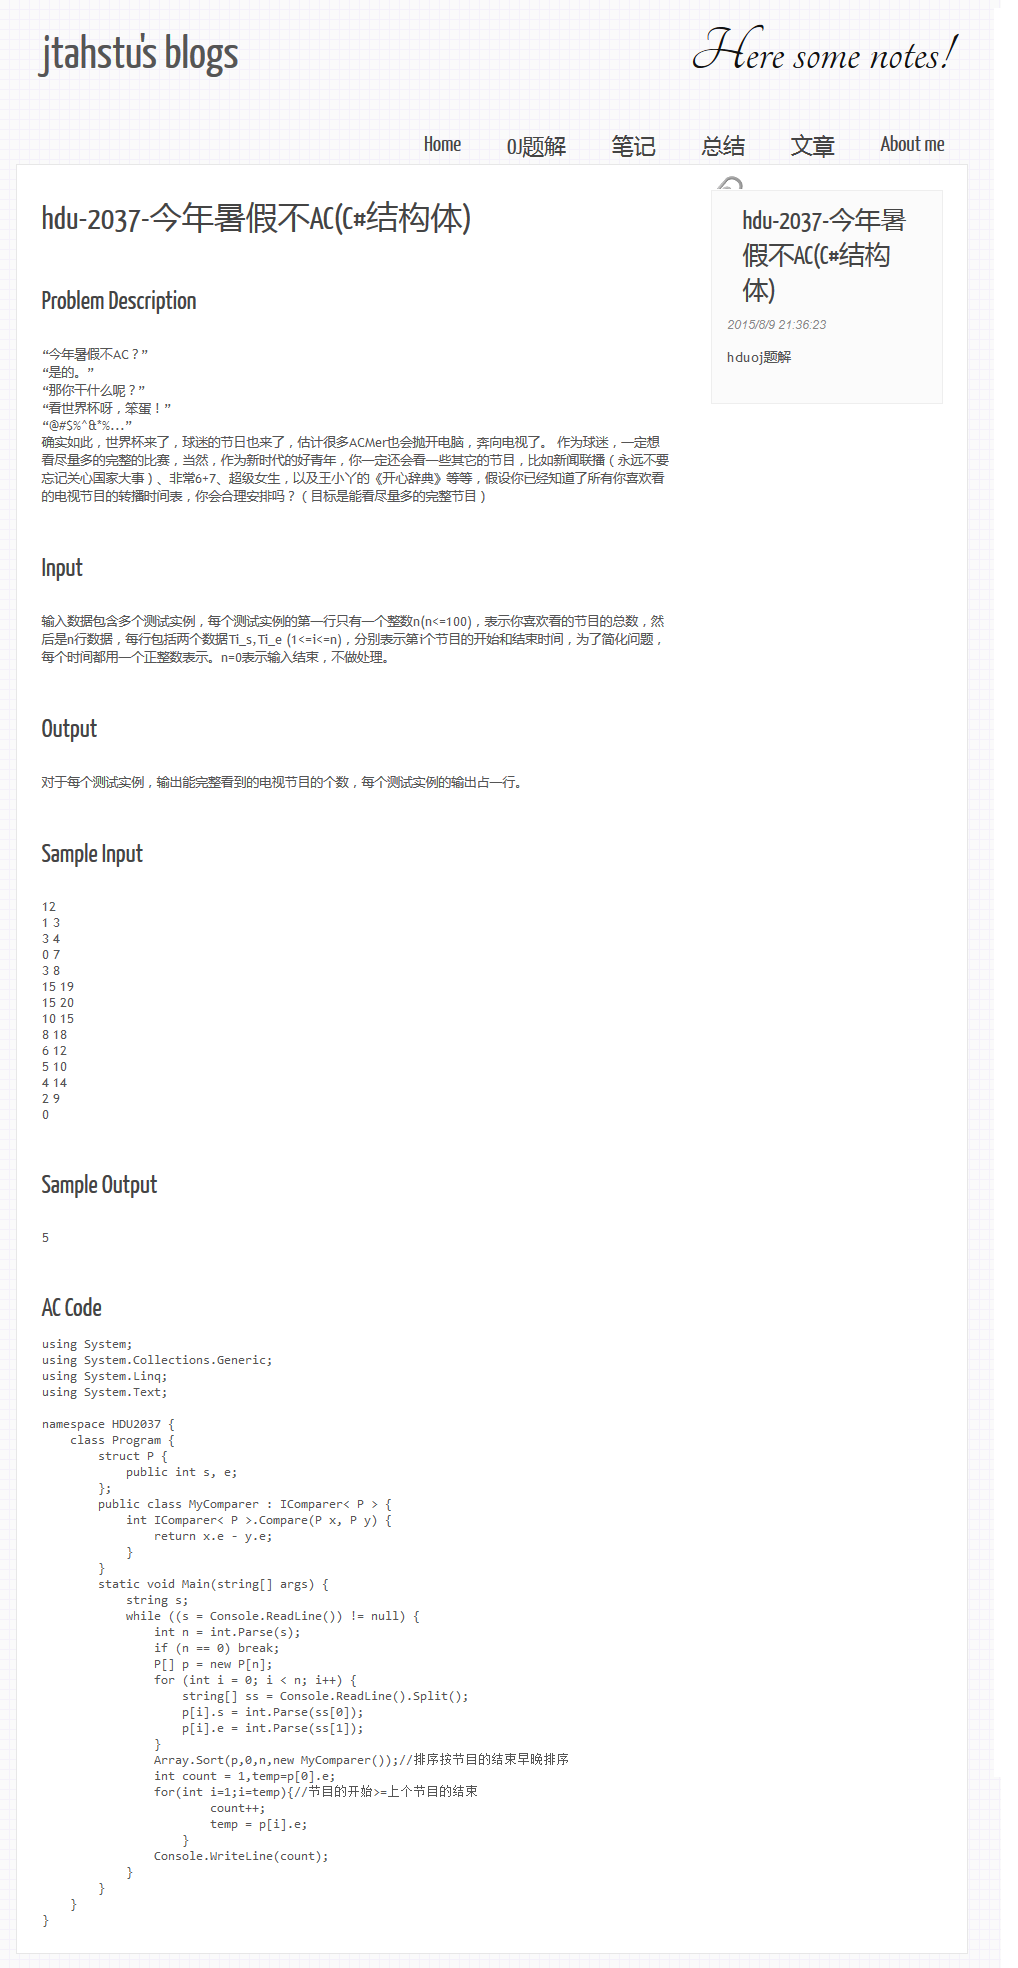 jtahstu's blogs
Here some notes!
Home OJ题解 笔记 总结 文章 About me
hdu-2037-今年暑假不AC(C#结构体)
Problem Description
“今年暑假不AC？”
“是的。”
“那你干什么呢？”
“看世界杯呀，笨蛋！”
“@#$%^&*%...”
确实如此，世界杯来了，球迷的节日也来了，估计很多ACMer也会抛开电脑，奔向电视了。 作为球迷，一定想
看尽量多的完整的比赛，当然，作为新时代的好青年，你一定还会看一些其它的节目，比如新闻联播（永远不要
忘记关心国家大事）、非常6+7、超级女生，以及王小丫的《开心辞典》等等，假设你已经知道了所有你喜欢看
的电视节目的转播时间表，你会合理安排吗？（目标是能看尽量多的完整节目）
Input
输入数据包含多个测试实例，每个测试实例的第一行只有一个整数n(n<=100)，表示你喜欢看的节目的总数，然
后是n行数据，每行包括两个数据Ti_s,Ti_e (1<=i<=n)，分别表示第i个节目的开始和结束时间，为了简化问题，
每个时间都用一个正整数表示。n=0表示输入结束，不做处理。
Output
对于每个测试实例，输出能完整看到的电视节目的个数，每个测试实例的输出占一行。
Sample Input
12
1 3
3 4
0 7
3 8
15 19
15 20
10 15
8 18
6 12
5 10
4 14
2 9
0
Sample Output
5
AC Code
using System;
using System.Collections.Generic;
using System.Linq;
using System.Text;
namespace HDU2037 {
class Program {
struct P {
public int s, e;
};
public class MyComparer : IComparer< P > {
int IComparer< P >.Compare(P x, P y) {
return x.e - y.e;
}
}
static void Main(string[] args) {
string s;
while ((s = Console.ReadLine()) != null) {
int n = int.Parse(s);
if (n == 0) break;
P[] p = new P[n];
for (int i = 0; i < n; i++) {
string[] ss = Console.ReadLine().Split();
p[i].s = int.Parse(ss[0]);
p[i].e = int.Parse(ss[1]);
}
Array.Sort(p,0,n,new MyComparer());//排序按节目的结束早晚排序
int count = 1,temp=p[0].e;
for(int i=1;i=temp){//节目的开始>=上个节目的结束
count++;
temp = p[i].e;
}
Console.WriteLine(count);
}
}
}
}
hdu-2037-今年暑
假不AC(C#结构
体)
2015/8/9 21:36:23
hduoj题解